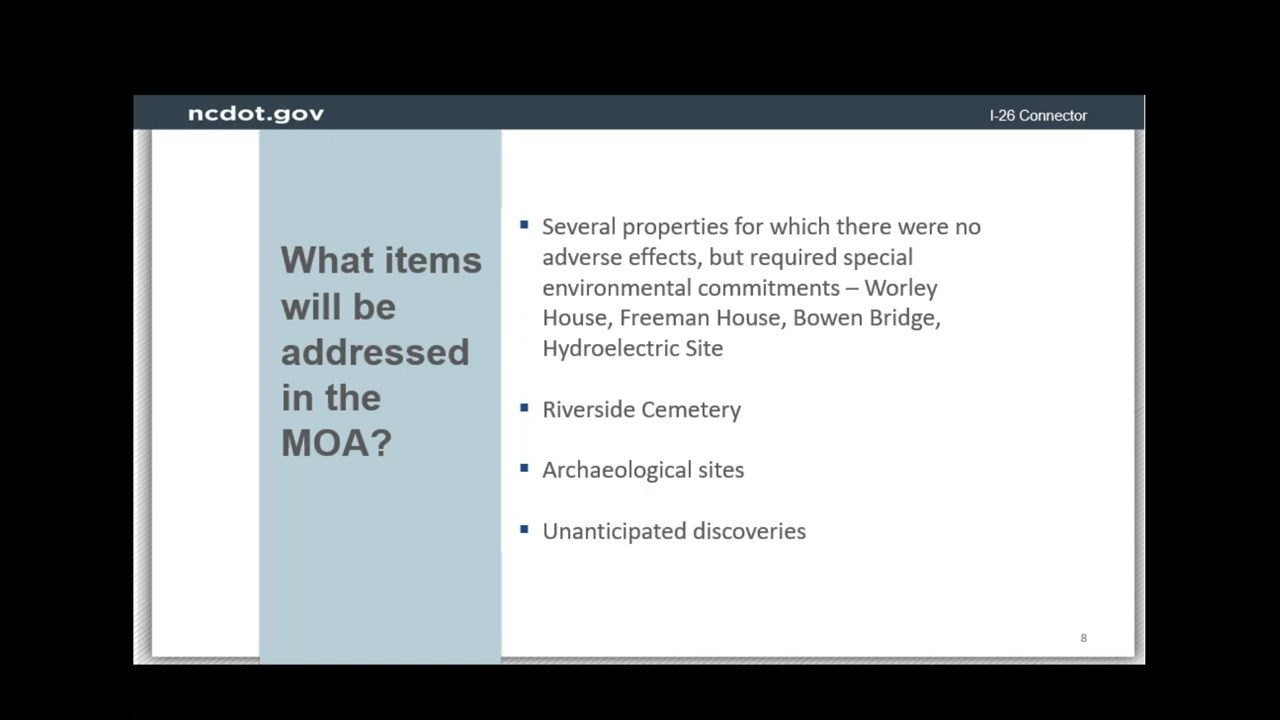 ncdot.gov
I-26 Connector
What items
will be
addressed
in the
MOA?
▪ Several properties for which there were no
adverse effects, but required special
environmental commitments – Worley
House, Freeman House, Bowen Bridge,
Hydroelectric Site
▪ Riverside Cemetery
▪ Archaeological sites
▪ Unanticipated discoveries
8